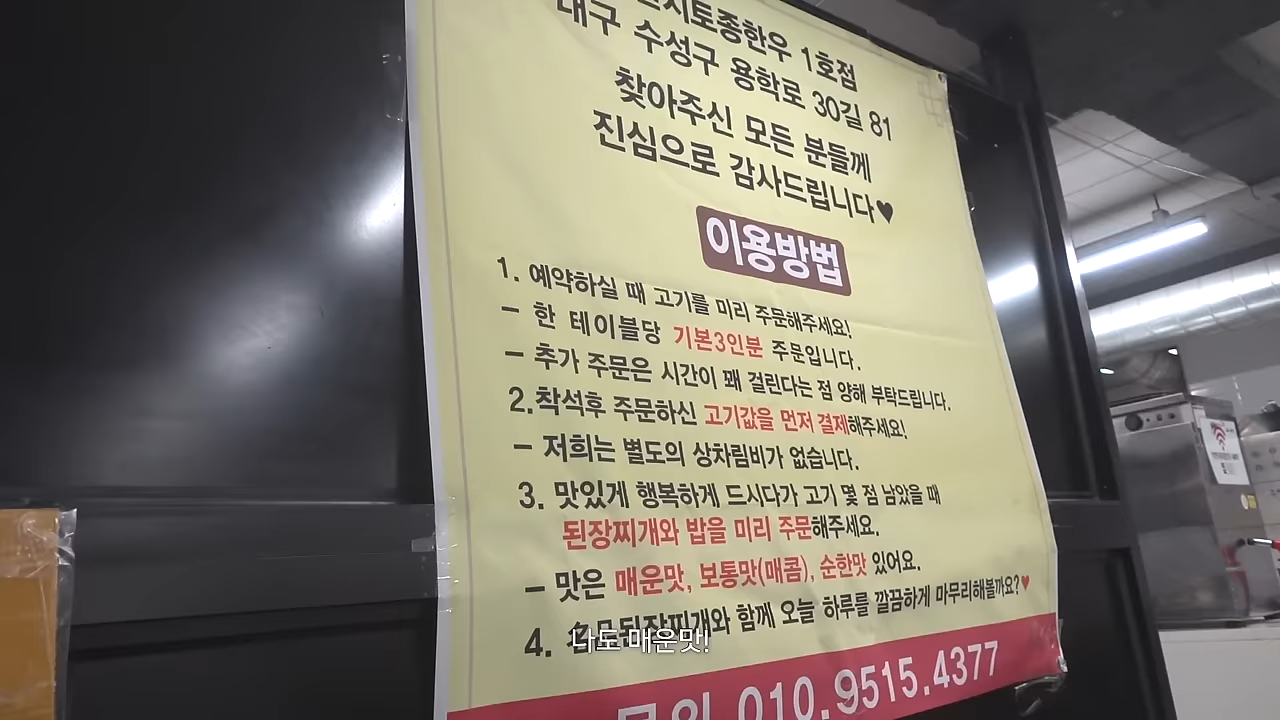 토종한우 1호점
대구 수성구 용학로 30길 81
찾아주신 모든 분들께
진심으로 감사드립니다♥
이용방법
1. 예약하실 때 고기를 미리 주문해주세요!
- 한 테이블당 기본3인분 주문입니다.
- 추가 주문은 시간이 꽤 걸린다는 점 양해 부탁드립니다.
2.착석후 주문하신 고기값을 먼저 결제해주세요!
- 저희는 별도의 상차림비가 없습니다.
3. 맛있게 행복하게 드시다가 고기 몇 점 남았을 때
된장찌개와 밥을 미리 주문해주세요.
- 맛은 매운맛, 보통맛(매콤), 순한맛 있어요.
4. 된장찌개와 함께 오늘 하루를 깔끔하게 마무리해볼까요?♥
나도 매운맛!
문의 010.9515.4377